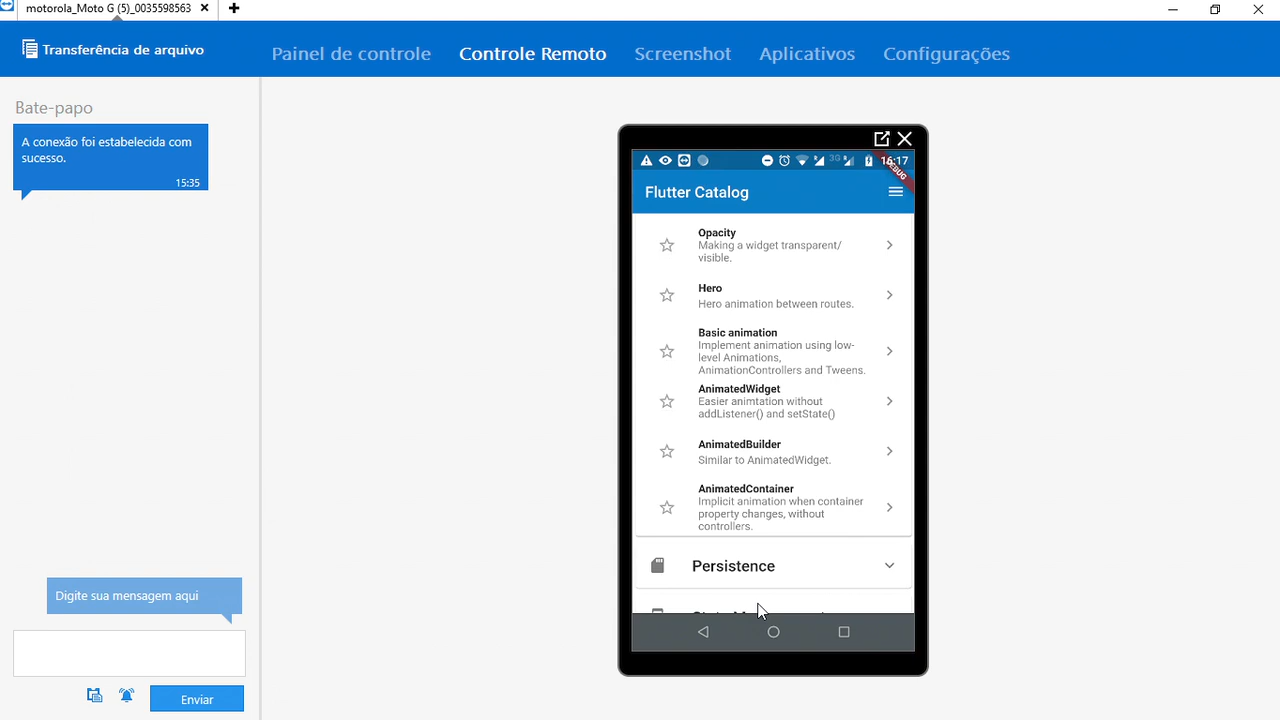 motorola_Moto G (5)_0035598563
Transferência de arquivo
Painel de controle
Controle Remoto
Screenshot
Aplicativos
Configurações
Bate-papo
A conexão foi estabelecida com
sucesso.
15:35
Digite sua mensagem aqui
Enviar
3G
16:17
DEBUG
Flutter Catalog
Opacity
Making a widget transparent/
visible.
Hero
Hero animation between routes.
Basic animation
Implement animation using low-
level Animations,
AnimationControllers and Tweens.
AnimatedWidget
Easier animtation without
addListener() and setState()
AnimatedBuilder
Similar to AnimatedWidget.
AnimatedContainer
Implicit animation when container
property changes, without
controllers.
Persistence